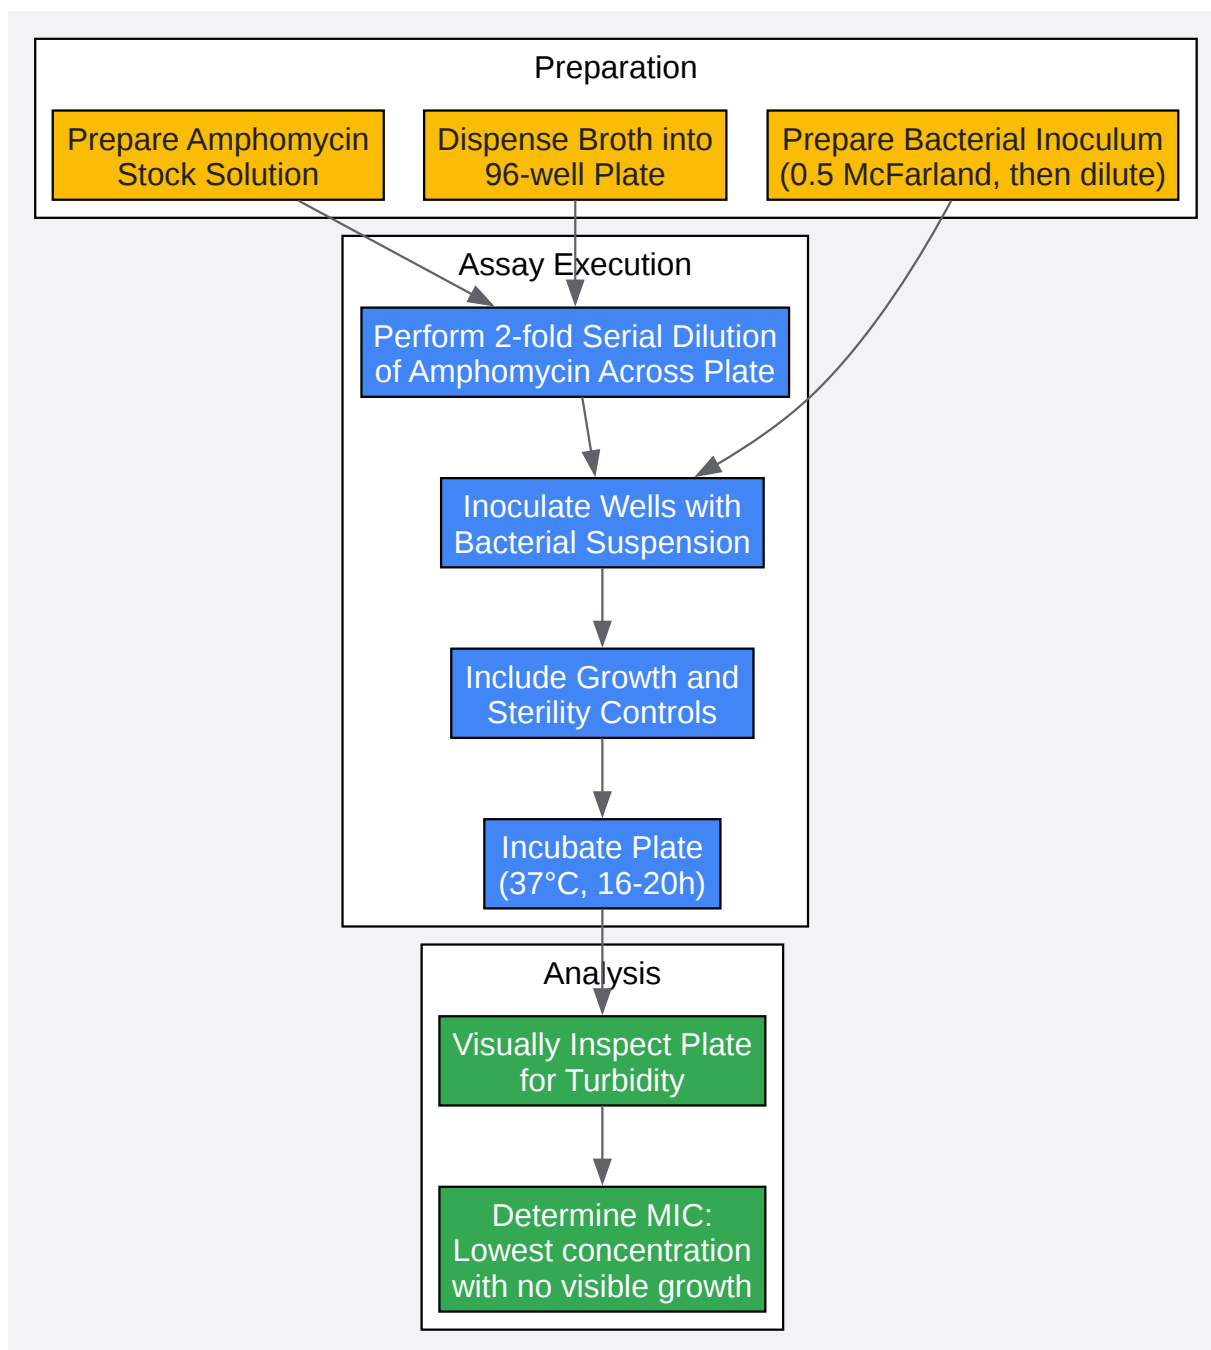 Preparation
Prepare Amphomycin
Stock Solution
Dispense Broth into
96-well Plate
Prepare Bacterial Inoculum
(0.5 McFarland, then dilute)
Assay Execution
Perform 2-fold Serial Dilution
of Amphomycin Across Plate
Inoculate Wells with
Bacterial Suspension
Include Growth and
Sterility Controls
Incubate Plate
(37°C, 16-20h)
Analysis
Visually Inspect Plate
for Turbidity
Determine MIC:
Lowest concentration
with no visible growth